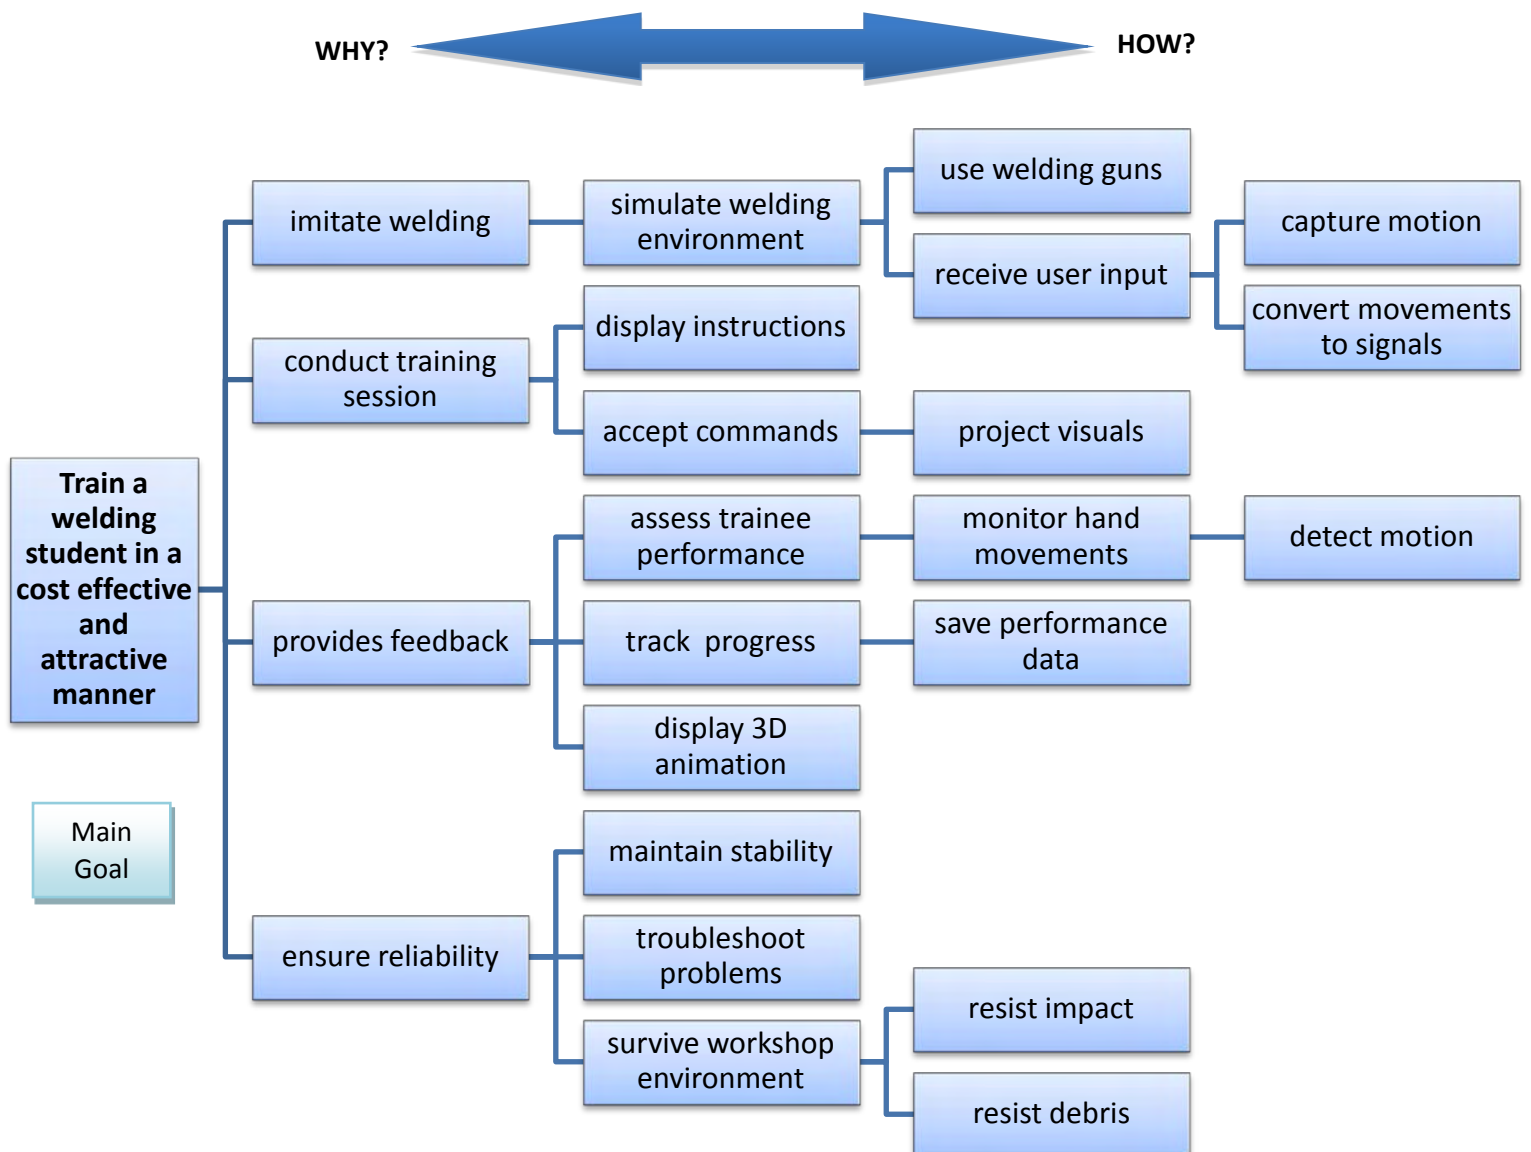 WHY?
HOW?
use welding guns
imitate welding
simulate welding
environment
capture motion
receive user input
display instructions
convert movements
to signals
conduct training
session
accept commands
project visuals
Train a
welding
student in a
cost effective
and
attractive
manner
assess trainee
performance
monitor hand
movements
detect motion
provides feedback
track  progress
save performance
data
display 3D
animation
Main
Goal
maintain stability
ensure reliability
troubleshoot
problems
resist impact
survive workshop
environment
resist debris